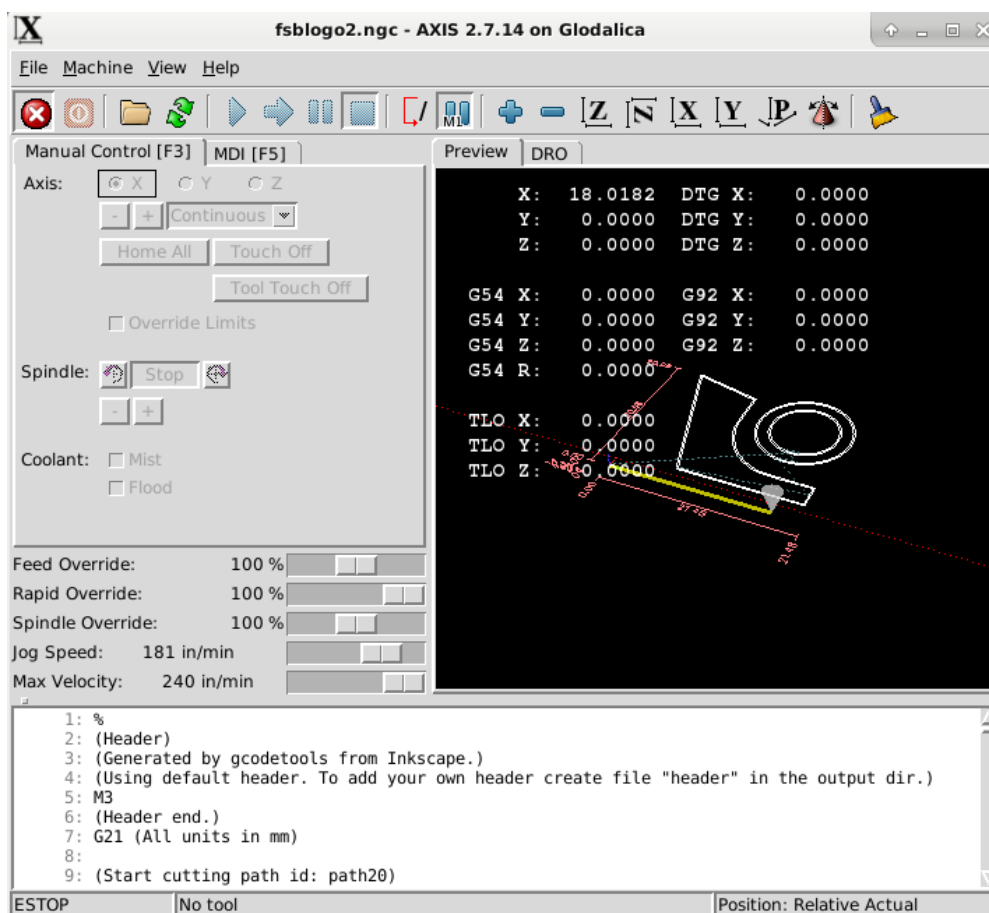 fsblogo2.ngc - AXIS 2.7.14 on Glodalica
File Machine View Help
Manual Control [F3] MDI [F5]
Preview DRO
Axis: X Y Z
- + Continuous
Home All Touch Off
Tool Touch Off
Override Limits
Spindle: Stop
- +
Coolant: Mist
Flood
X: 18.0182 DTG X: 0.0000
Y: 0.0000 DTG Y: 0.0000
Z: 0.0000 DTG Z: 0.0000
G54 X: 0.0000 G92 X: 0.0000
G54 Y: 0.0000 G92 Y: 0.0000
G54 Z: 0.0000 G92 Z: 0.0000
G54 R: 0.0000
TLO X: 0.0000
TLO Y: 0.0000
TLO Z: 0.0000
0.00
21.48
Feed Override: 100 %
Rapid Override: 100 %
Spindle Override: 100 %
Jog Speed: 181 in/min
Max Velocity: 240 in/min
1: %
2: (Header)
3: (Generated by gcodetools from Inkscape.)
4: (Using default header. To add your own header create file "header" in the output dir.)
5: M3
6: (Header end.)
7: G21 (All units in mm)
8:
9: (Start cutting path id: path20)
ESTOP No tool Position: Relative Actual